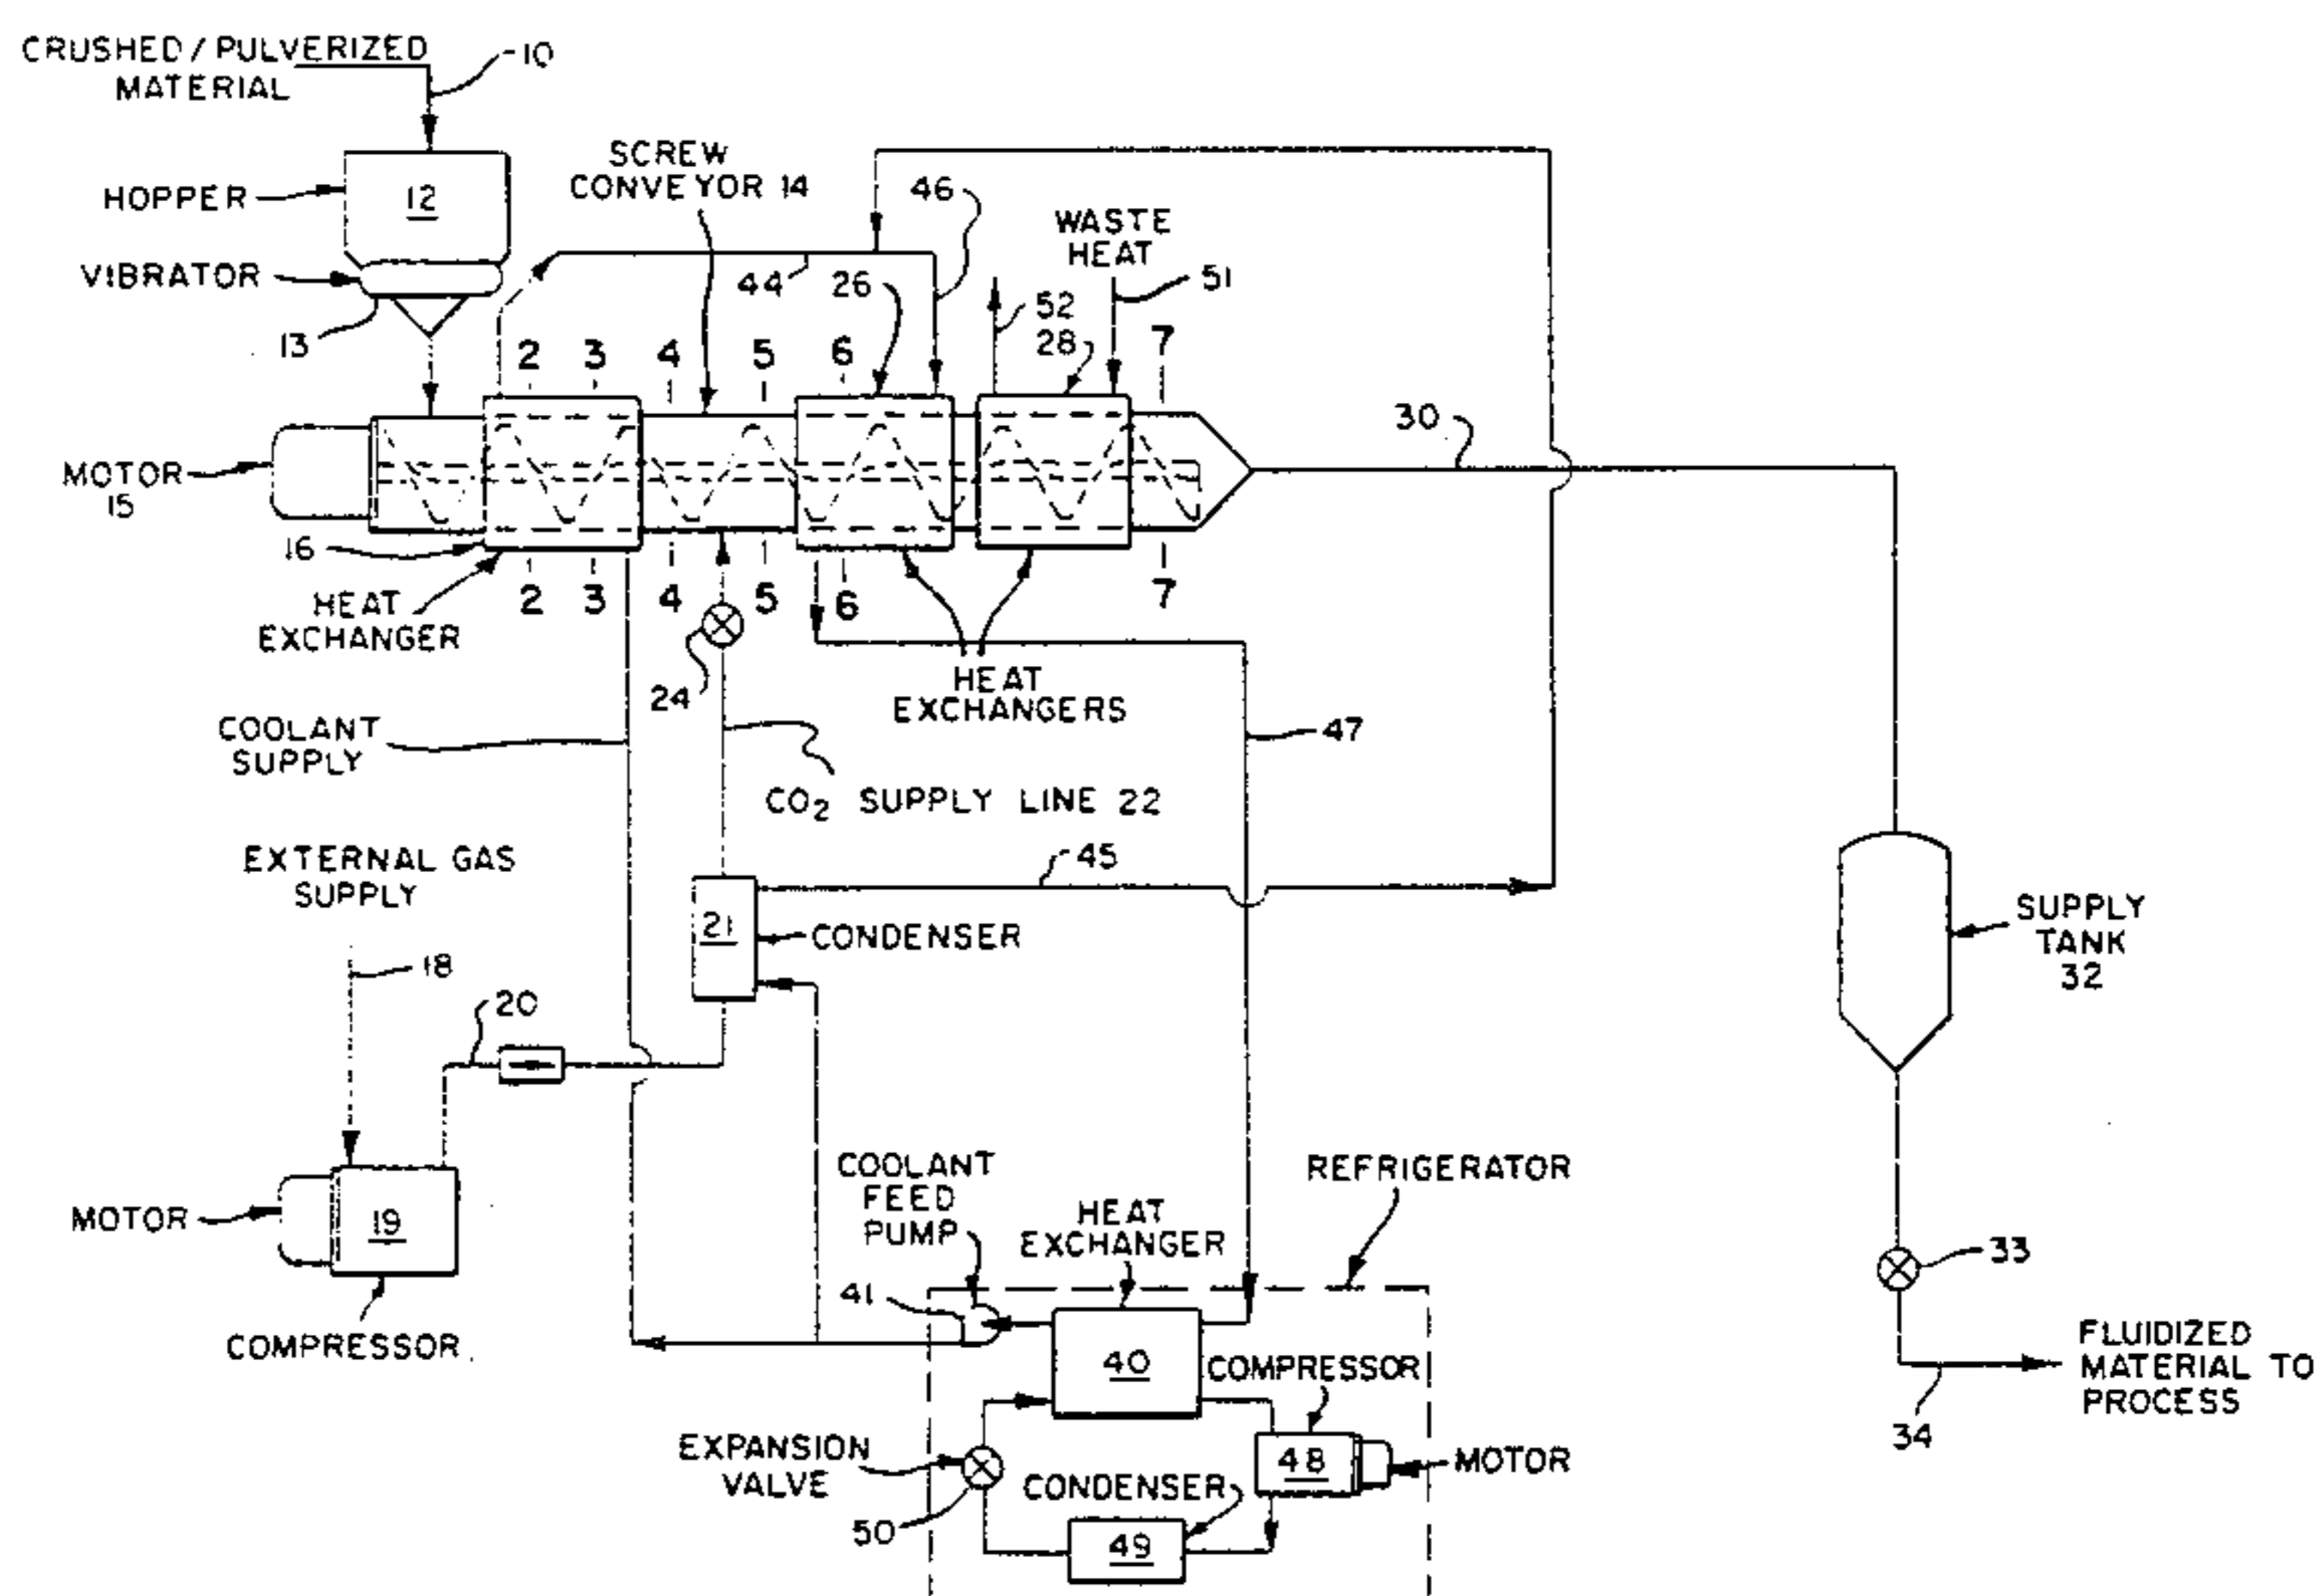 CRUSHED/PULVERIZED
MATERIAL
10
HOPPER
12
VIBRATOR
13
SCREW
CONVEYOR 14
46
WASTE
HEAT
51
44
26
52
28
2
3
4
5
6
7
MOTOR
15
16
HEAT
EXCHANGER
2
3
4
5
6
7
30
24
HEAT
EXCHANGERS
COOLANT
SUPPLY
47
CO2 SUPPLY LINE 22
EXTERNAL GAS
SUPPLY
45
21
CONDENSER
SUPPLY
TANK
32
18
20
MOTOR
19
COMPRESSOR
COOLANT
FEED
PUMP
HEAT
EXCHANGER
REFRIGERATOR
33
41
40
COMPRESSOR
FLUIDIZED
MATERIAL TO
PROCESS
34
EXPANSION
VALVE
50
48
MOTOR
CONDENSER
49